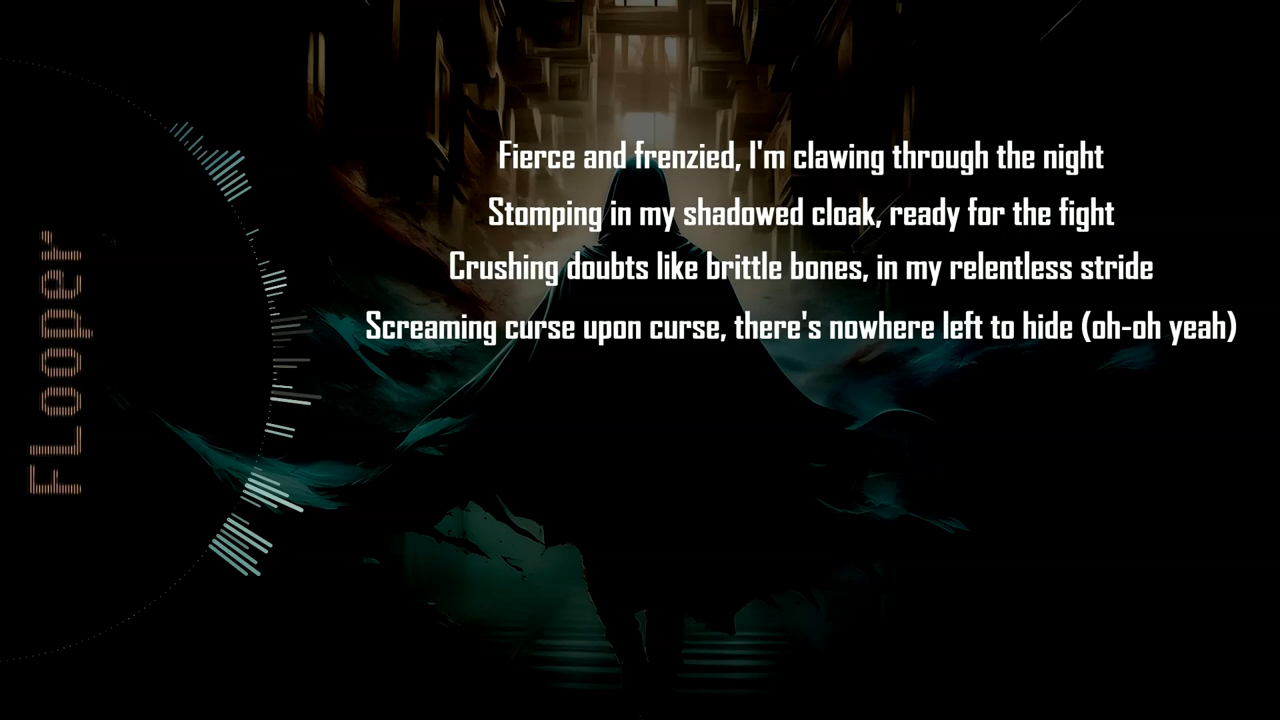 FLooper
Fierce and frenzied, I'm clawing through the night
Stomping in my shadowed cloak, ready for the fight
Crushing doubts like brittle bones, in my relentless stride
Screaming curse upon curse, there's nowhere left to hide (oh-oh yeah)